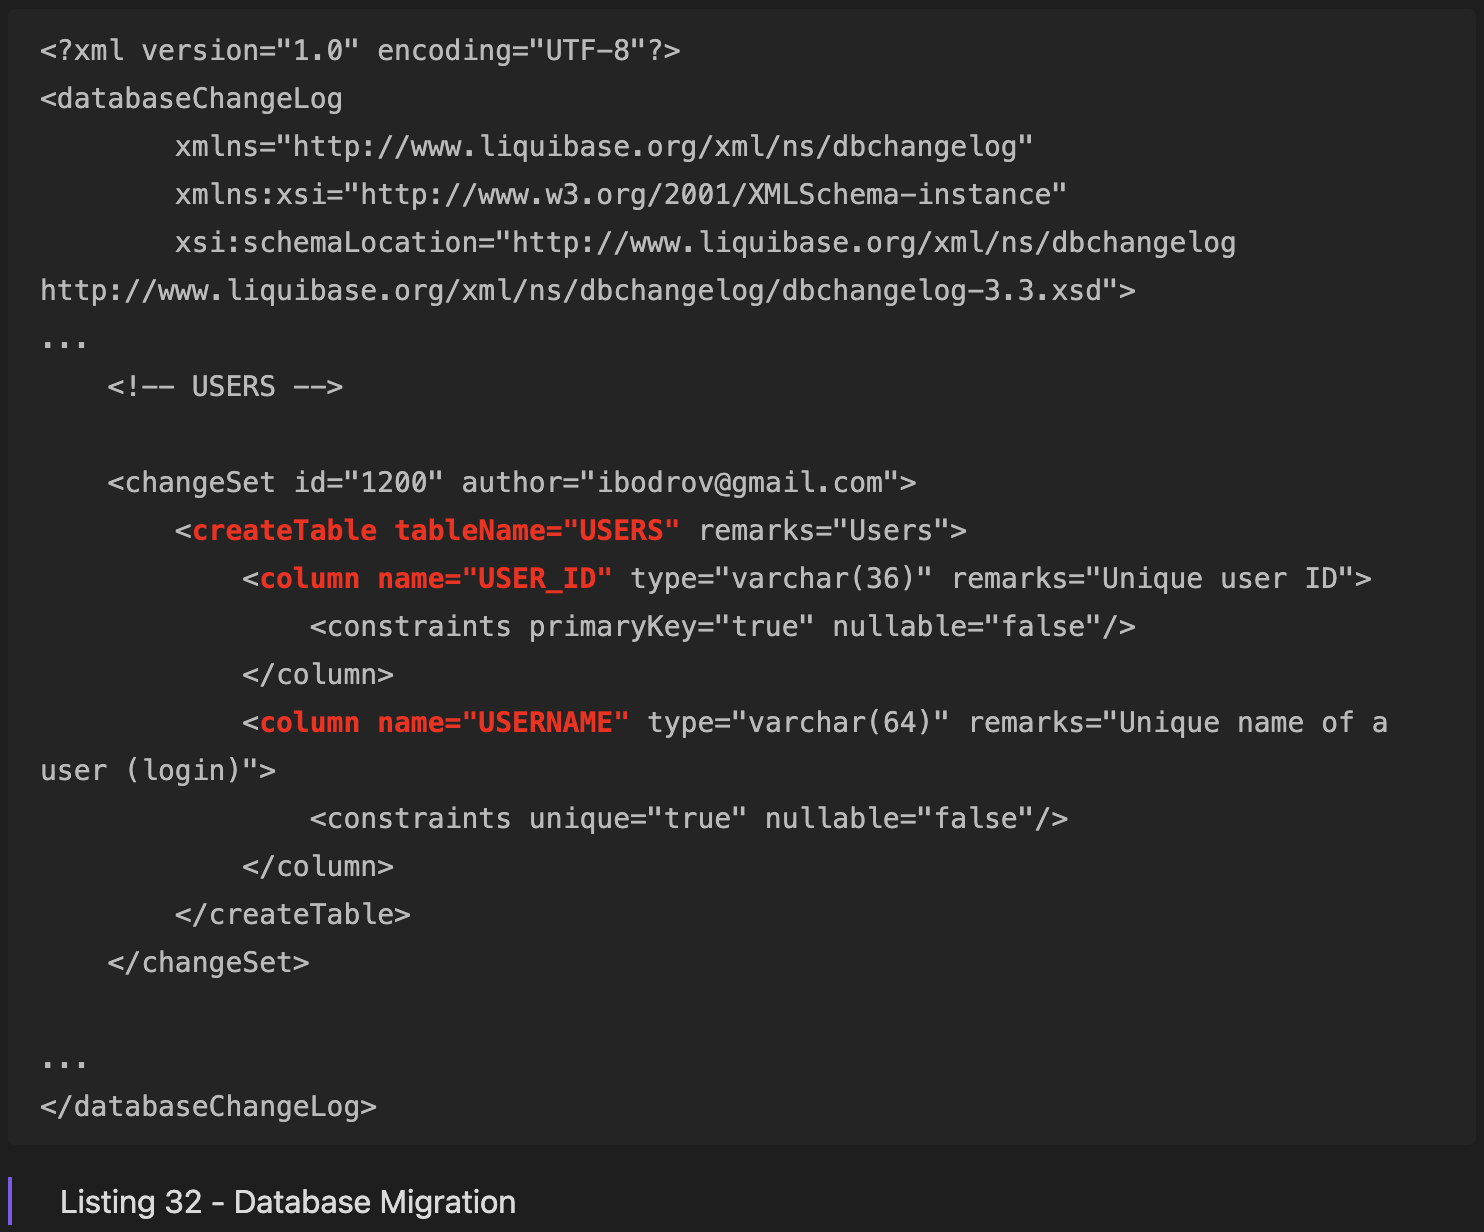 <?xml version="1.0" encoding="UTF-8"?>
<databaseChangeLog
        xmlns="http://www.liquibase.org/xml/ns/dbchangelog"
        xmlns:xsi="http://www.w3.org/2001/XMLSchema-instance"
        xsi:schemaLocation="http://www.liquibase.org/xml/ns/dbchangelog
http://www.liquibase.org/xml/ns/dbchangelog/dbchangelog-3.3.xsd">
...
    <!-- USERS -->

    <changeSet id="1200" author="ibodrov@gmail.com">
        <createTable tableName="USERS" remarks="Users">
            <column name="USER_ID" type="varchar(36)" remarks="Unique user ID">
                <constraints primaryKey="true" nullable="false"/>
            </column>
            <column name="USERNAME" type="varchar(64)" remarks="Unique name of a
user (login)">
                <constraints unique="true" nullable="false"/>
            </column>
        </createTable>
    </changeSet>

...
</databaseChangeLog>
Listing 32 - Database Migration